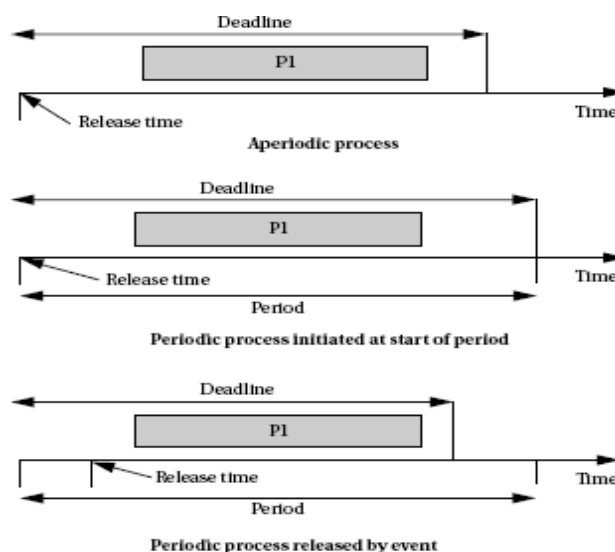 Deadline
P1
Time
Release time
Aperiodic process
Deadline
P1
Time
Release time
Period
Periodic process initiated at start of period
Deadline
P1
Time
Release time
Period
Periodic process released by event